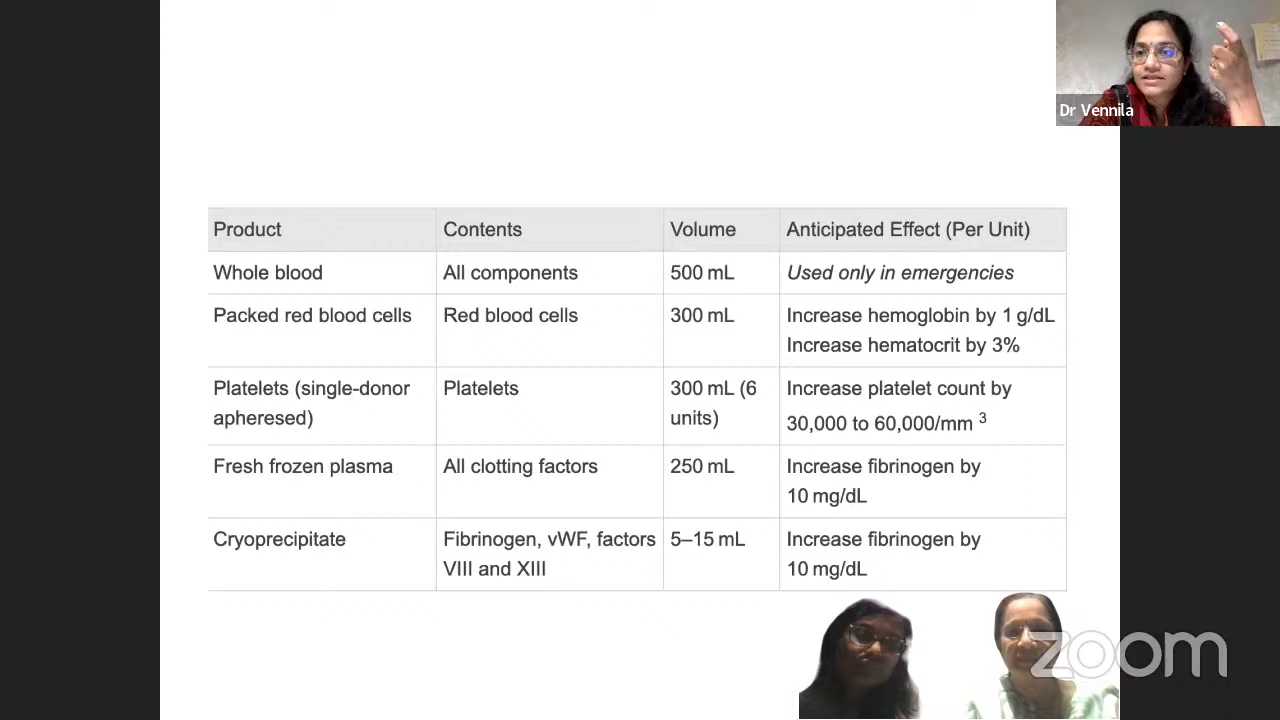 Dr Vennila
Product Contents Volume Anticipated Effect (Per Unit)
Whole blood All components 500 mL Used only in emergencies
Packed red blood cells Red blood cells 300 mL Increase hemoglobin by 1 g/dL
Increase hematocrit by 3%
Platelets (single-donor Platelets 300 mL (6 Increase platelet count by
apheresed) units) 30,000 to 60,000/mm 3
Fresh frozen plasma All clotting factors 250 mL Increase fibrinogen by
10 mg/dL
Cryoprecipitate Fibrinogen, vWF, factors 5–15 mL Increase fibrinogen by
VIII and XIII 10 mg/dL
zoom